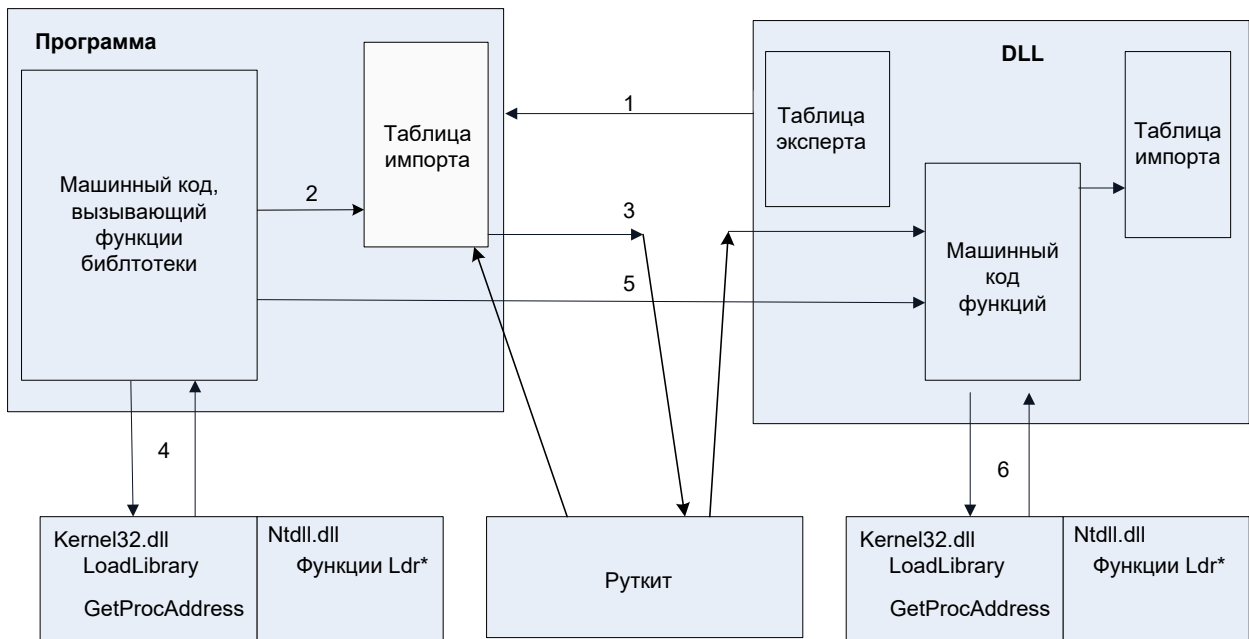 Программа
DLL
Таблица
импорта
Таблица
эксперта
Таблица
импорта
Машинный код,
вызывающий
функции
библтотеки
Машинный
код
функций
1
2
3
5
4
6
Kernel32.dll
LoadLibrary
GetProcAddress
Ntdll.dll
Функции Ldr*
Руткит
Kernel32.dll
LoadLibrary
GetProcAddress
Ntdll.dll
Функции Ldr*